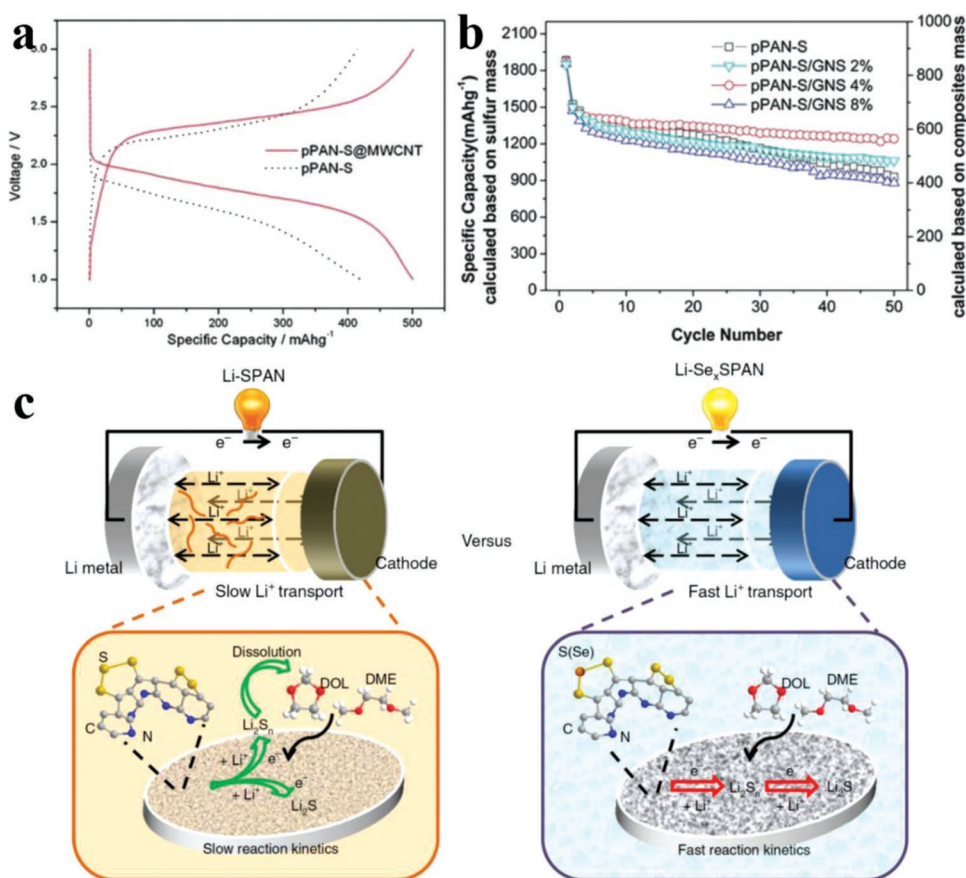 a
3.0
2.5
2.0
1.5
1.0
Voltage / V
pPAN-S@MWCNT
pPAN-S
0 100 200 300 400 500
Specific Capacity / mAhg⁻¹
b
2100
1800
1500
1200
900
600
300
0
Specific Capacity(mAhg⁻¹)
calculaed based on sulfur mass
pPAN-S
pPAN-S/GNS 2%
pPAN-S/GNS 4%
pPAN-S/GNS 8%
1000
800
600
400
200
0
calculaed based on composites mass
0 10 20 30 40 50
Cycle Number
c
Li-SPAN
e⁻ e⁻
Li⁺
Li⁺
Li⁺
Li⁺
Li⁺
Li metal
Cathode
Slow Li⁺ transport
S
C
N
Dissolution
DOL
DME
Li₂Sₙ
+ Li⁺
e⁻
+ Li⁺
e⁻
Li₂S
Slow reaction kinetics
Versus
Li-SeₓSPAN
e⁻ e⁻
Li⁺
Li⁺
Li⁺
Li⁺
Li⁺
Li metal
Cathode
Fast Li⁺ transport
S(Se)
C
N
DOL
DME
e⁻
+ Li⁺
Li₂Sₙ
e⁻
+ Li⁺
Li₂S
Fast reaction kinetics